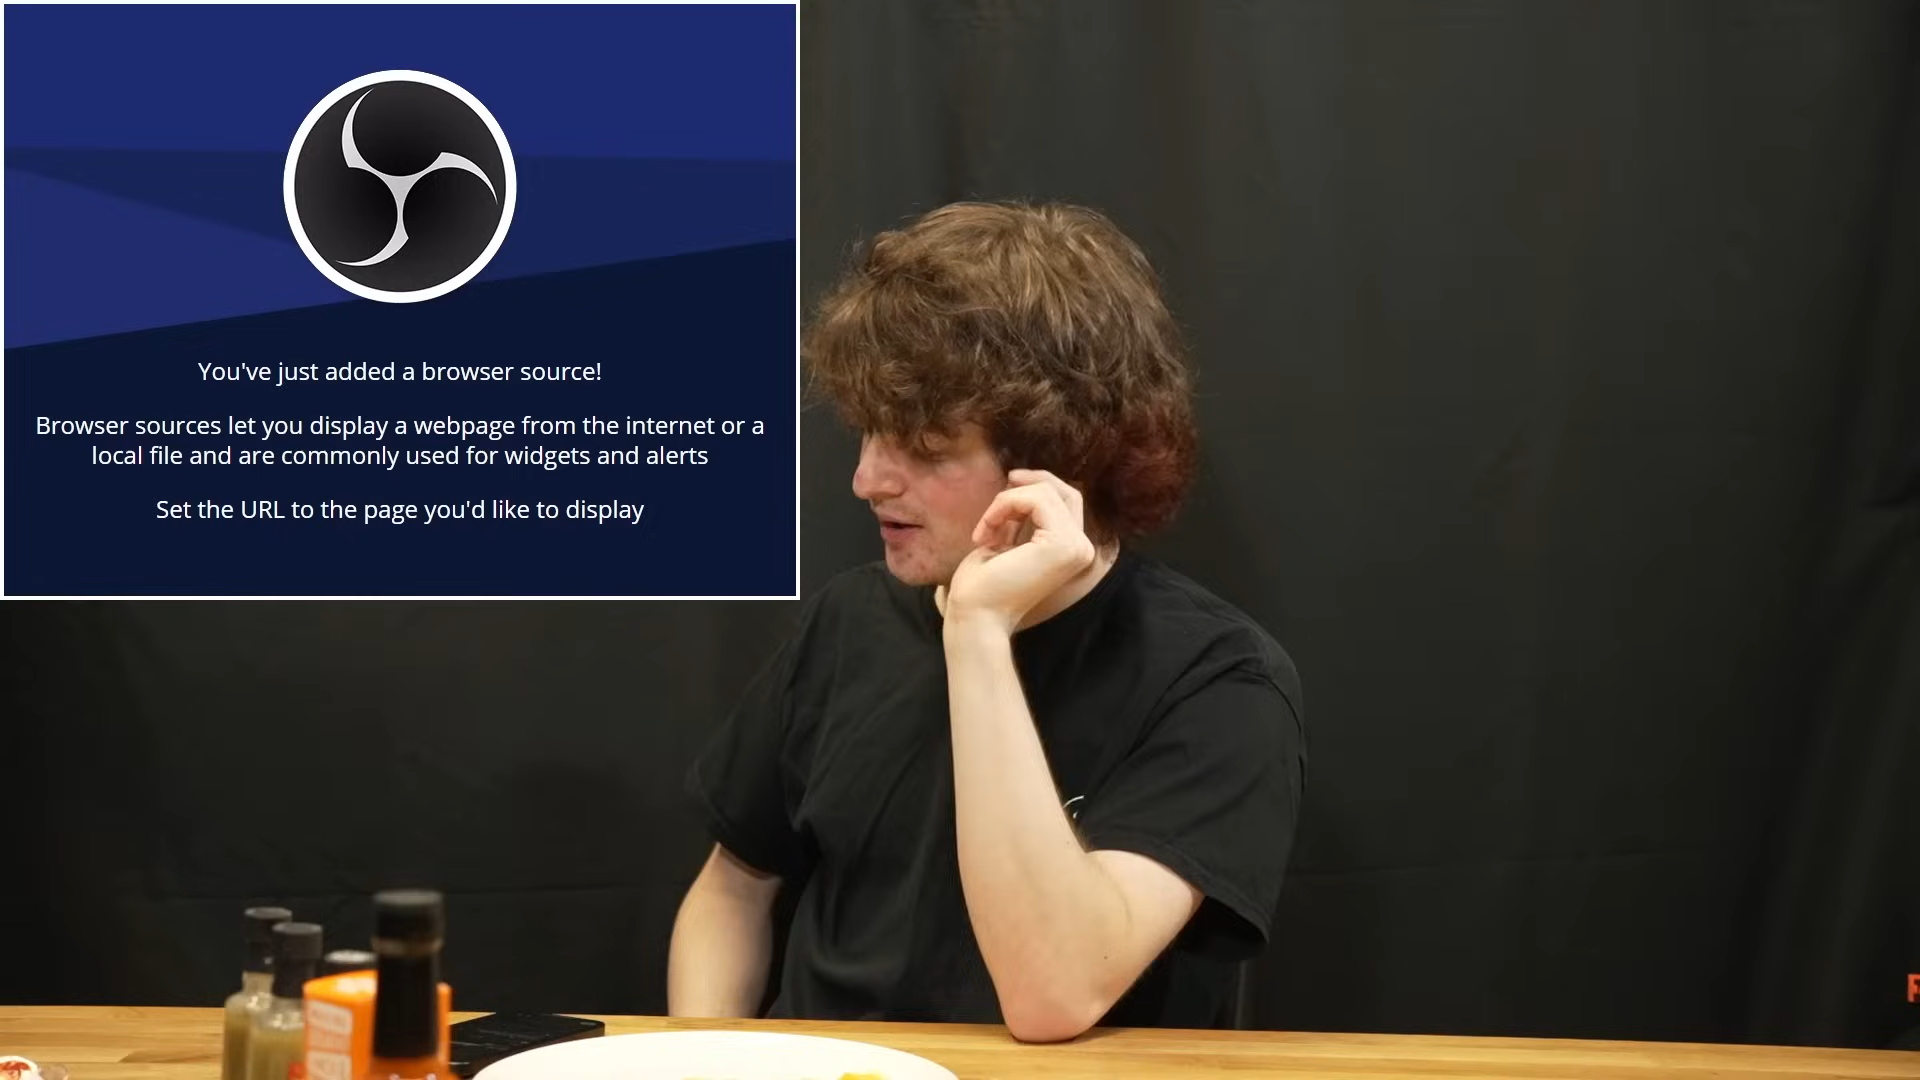 You've just added a browser source!
Browser sources let you display a webpage from the internet or a
local file and are commonly used for widgets and alerts
Set the URL to the page you'd like to display